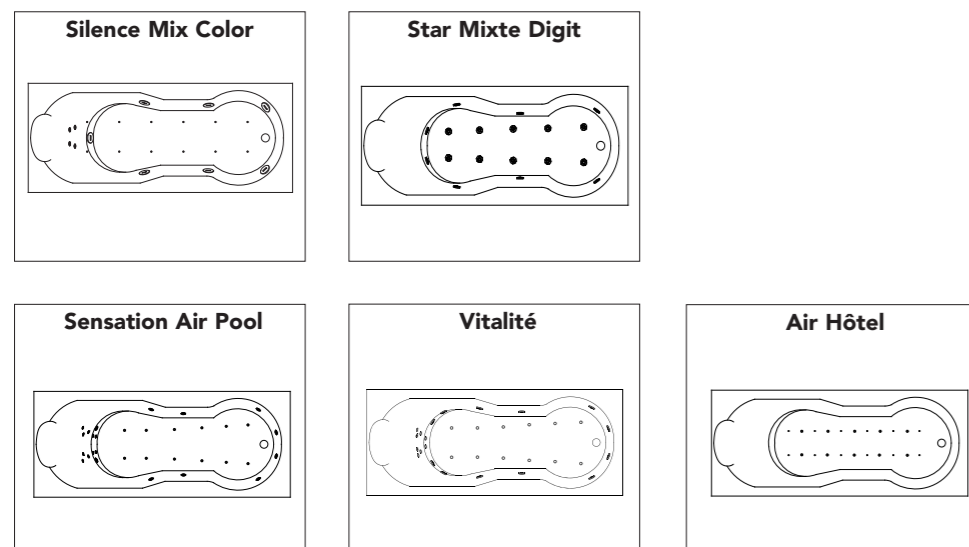 Silence Mix Color
Star Mixte Digit
Sensation Air Pool
Vitalité
Air Hôtel